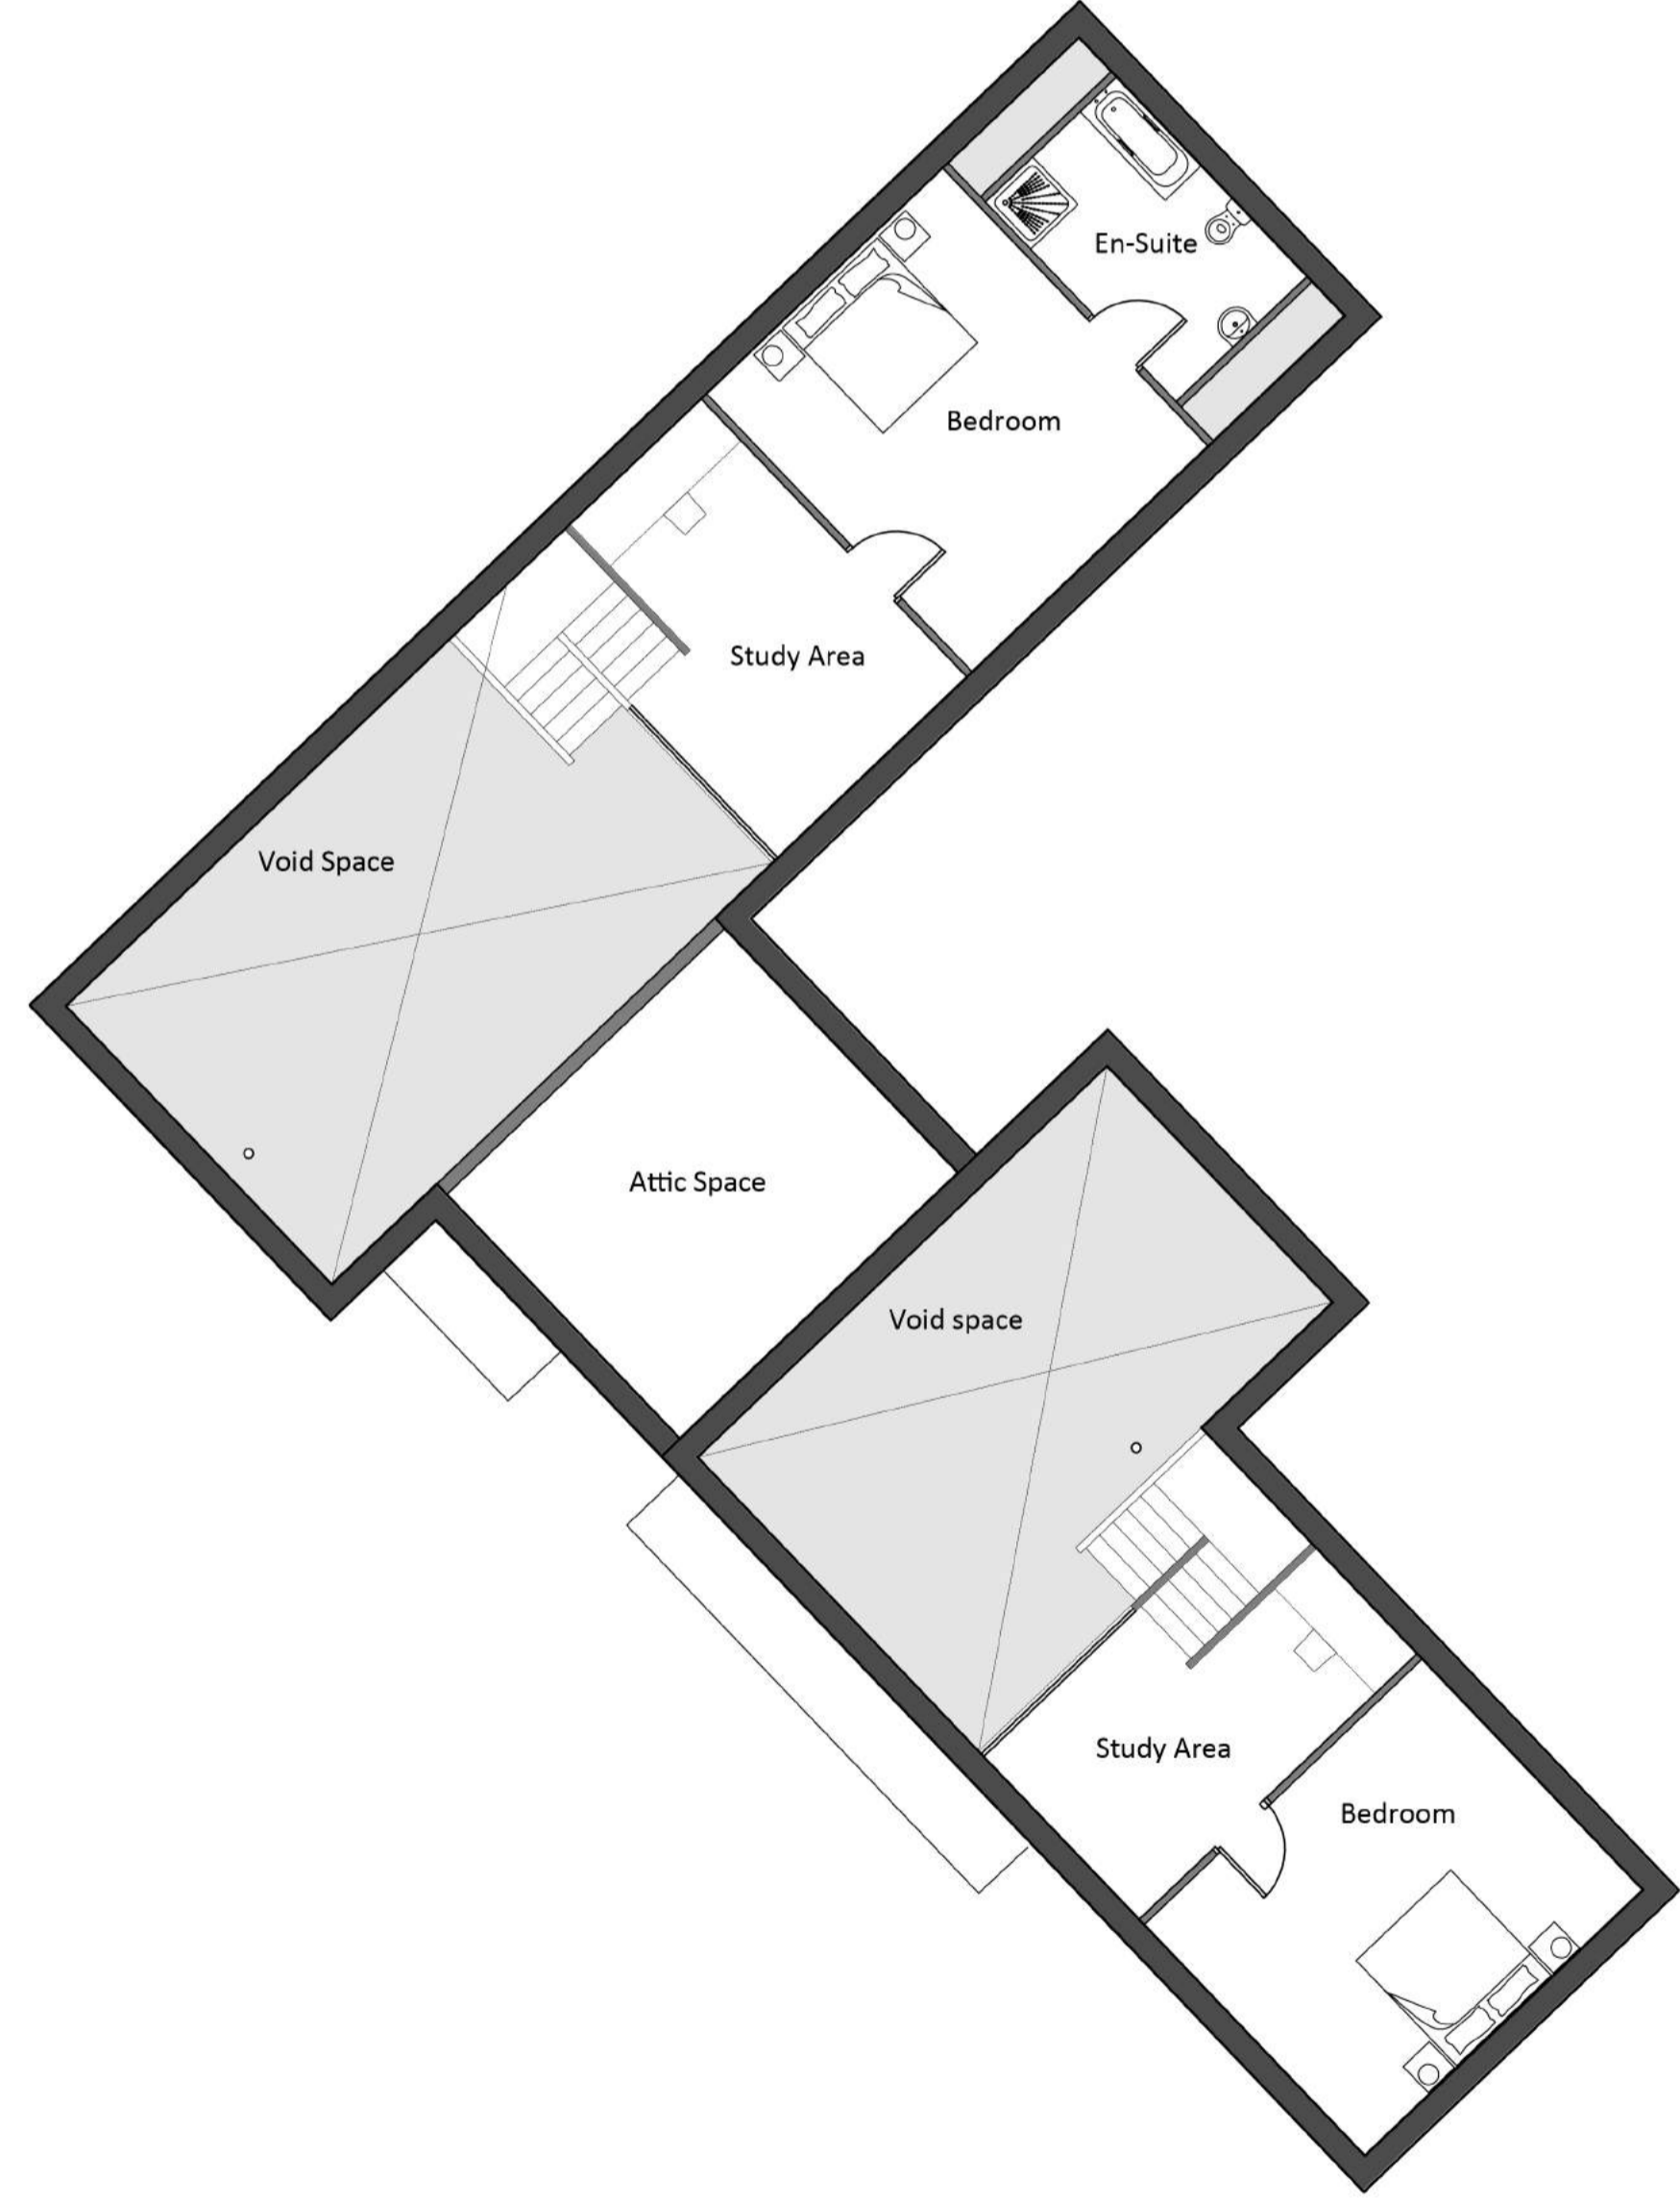 En-Suite
Bedroom
Study Area
Void Space
Attic Space
Void space
Study Area
Bedroom